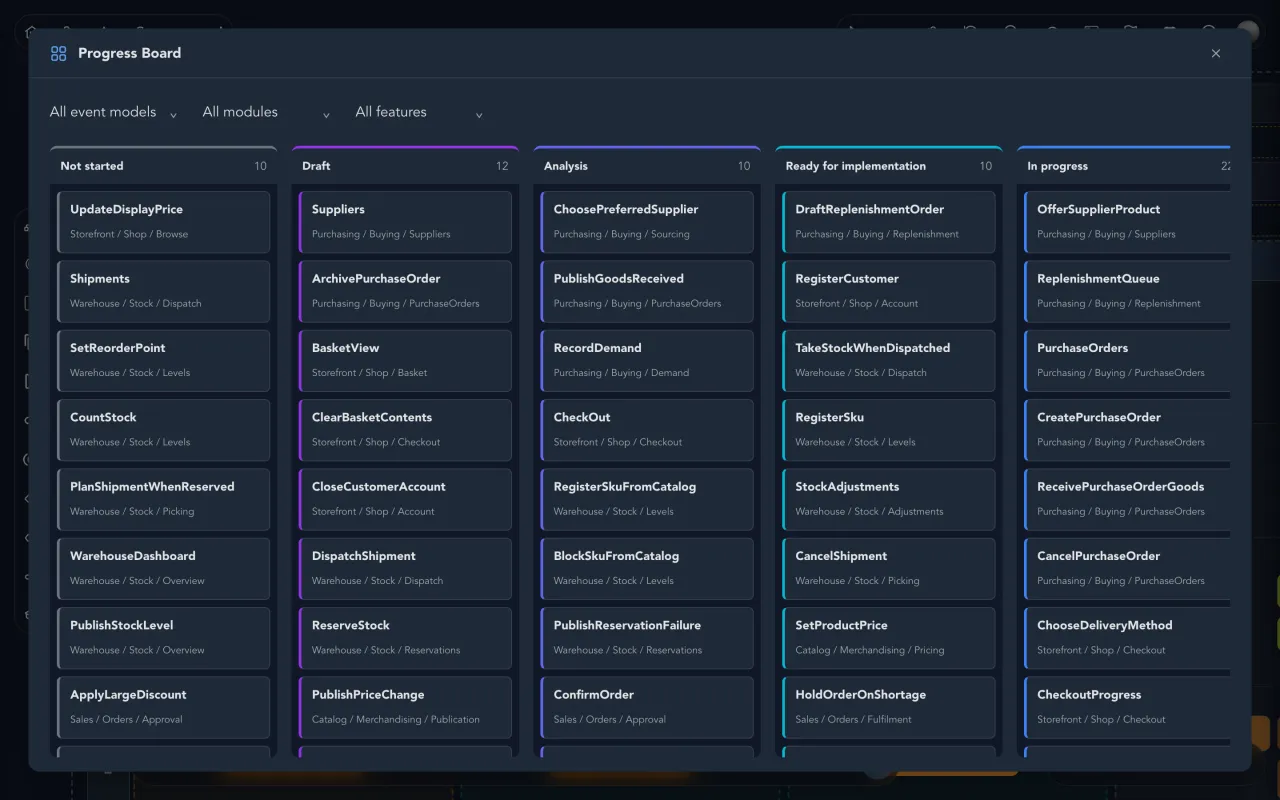 Progress Board
All event models
All modules
All features
Not started 10
UpdateDisplayPrice
Storefront / Shop / Browse
Shipments
Warehouse / Stock / Dispatch
SetReorderPoint
Warehouse / Stock / Levels
CountStock
Warehouse / Stock / Levels
PlanShipmentWhenReserved
Warehouse / Stock / Picking
WarehouseDashboard
Warehouse / Stock / Overview
PublishStockLevel
Warehouse / Stock / Overview
ApplyLargeDiscount
Sales / Orders / Approval
Draft 12
Suppliers
Purchasing / Buying / Suppliers
ArchivePurchaseOrder
Purchasing / Buying / PurchaseOrders
BasketView
Storefront / Shop / Basket
ClearBasketContents
Storefront / Shop / Checkout
CloseCustomerAccount
Storefront / Shop / Account
DispatchShipment
Warehouse / Stock / Dispatch
ReserveStock
Warehouse / Stock / Reservations
PublishPriceChange
Catalog / Merchandising / Publication
Analysis 10
ChoosePreferredSupplier
Purchasing / Buying / Sourcing
PublishGoodsReceived
Purchasing / Buying / PurchaseOrders
RecordDemand
Purchasing / Buying / Demand
CheckOut
Storefront / Shop / Checkout
RegisterSkuFromCatalog
Warehouse / Stock / Levels
BlockSkuFromCatalog
Warehouse / Stock / Levels
PublishReservationFailure
Warehouse / Stock / Reservations
ConfirmOrder
Sales / Orders / Approval
Ready for implementation 10
DraftReplenishmentOrder
Purchasing / Buying / Replenishment
RegisterCustomer
Storefront / Shop / Account
TakeStockWhenDispatched
Warehouse / Stock / Dispatch
RegisterSku
Warehouse / Stock / Levels
StockAdjustments
Warehouse / Stock / Adjustments
CancelShipment
Warehouse / Stock / Picking
SetProductPrice
Catalog / Merchandising / Pricing
HoldOrderOnShortage
Sales / Orders / Fulfilment
In progress 22
OfferSupplierProduct
Purchasing / Buying / Suppliers
ReplenishmentQueue
Purchasing / Buying / Replenishment
PurchaseOrders
Purchasing / Buying / PurchaseOrders
CreatePurchaseOrder
Purchasing / Buying / PurchaseOrders
ReceivePurchaseOrderGoods
Purchasing / Buying / PurchaseOrders
CancelPurchaseOrder
Purchasing / Buying / PurchaseOrders
ChooseDeliveryMethod
Storefront / Shop / Checkout
CheckoutProgress
Storefront / Shop / Checkout